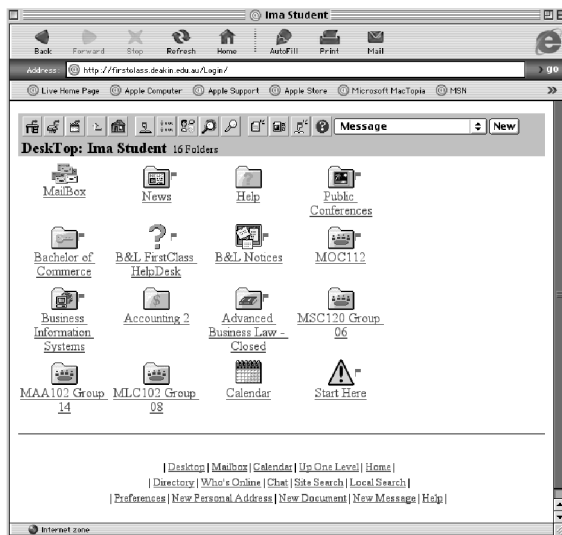 Ima Student
Back Forward Stop Refresh Home AutoFill Print Mail
Address http://firstclass.deakin.edu.au/Login/ go
Live Home Page Apple Computer Apple Support Apple Store Microsoft MacTopia MSN
Message New
DeskTop: Ima Student 16 Folders
MailBox News Help Public
Conferences
Bachelor of B&L FirstClass B&L Notices MOC112
Commerce HelpDesk
Business Accounting 2 Advanced MSC120 Group
Information Business Law - 06
Systems Closed
MAA102 Group MLC102 Group Calendar Start Here
14 08
| Desktop | Mailbox | Calendar | Up One Level | Home |
| Directory | Who's Online | Chat | Site Search | Local Search |
| Preferences | New Personal Address | New Document | New Message | Help |
Internet zone